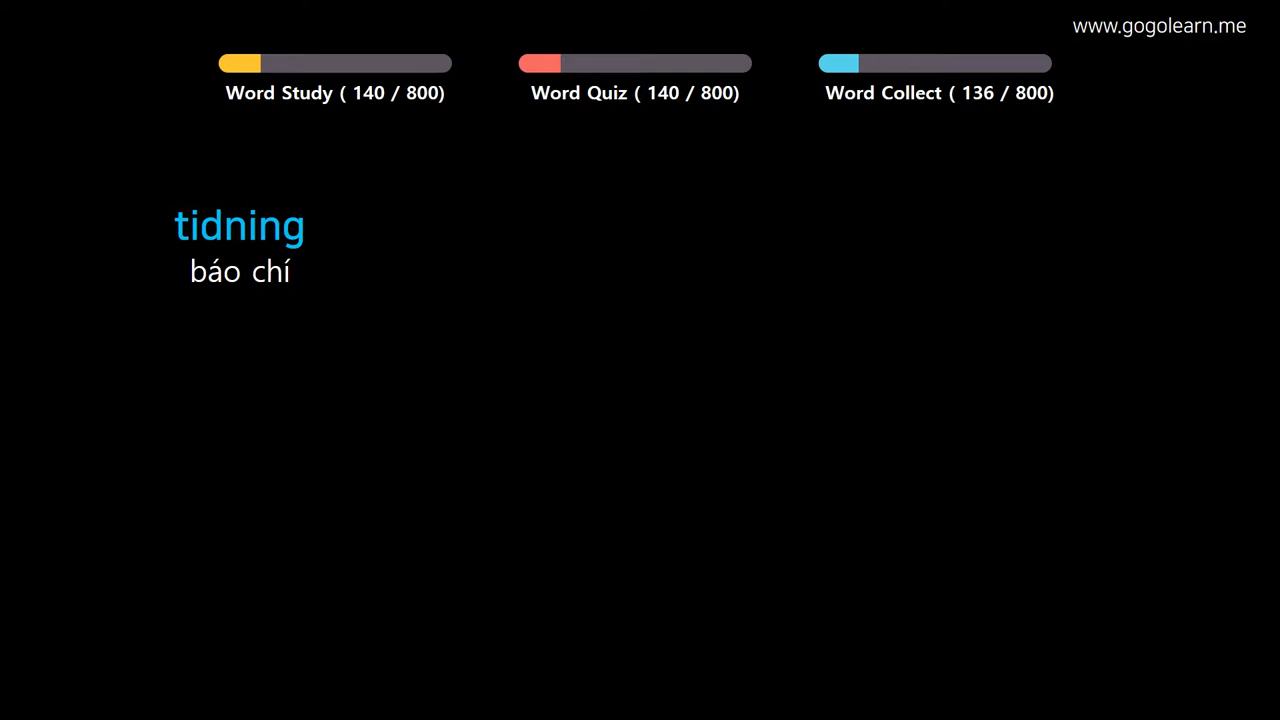 www.gogolearn.me
Word Study ( 140 / 800)
Word Quiz ( 140 / 800)
Word Collect ( 136 / 800)
tidning
báo chí